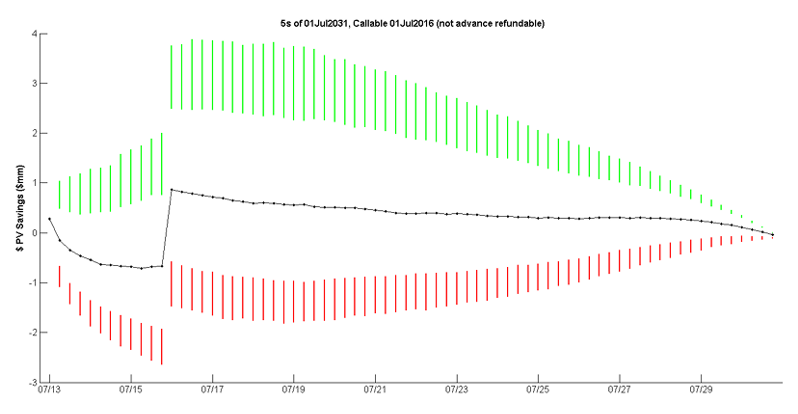 5s of 01Jul2031, Callable 01Jul2016 (not advance refundable)
$ PV Savings ($mm)
4
3
2
1
0
-1
-2
-3
07/13 07/15 07/17 07/19 07/21 07/23 07/25 07/27 07/29